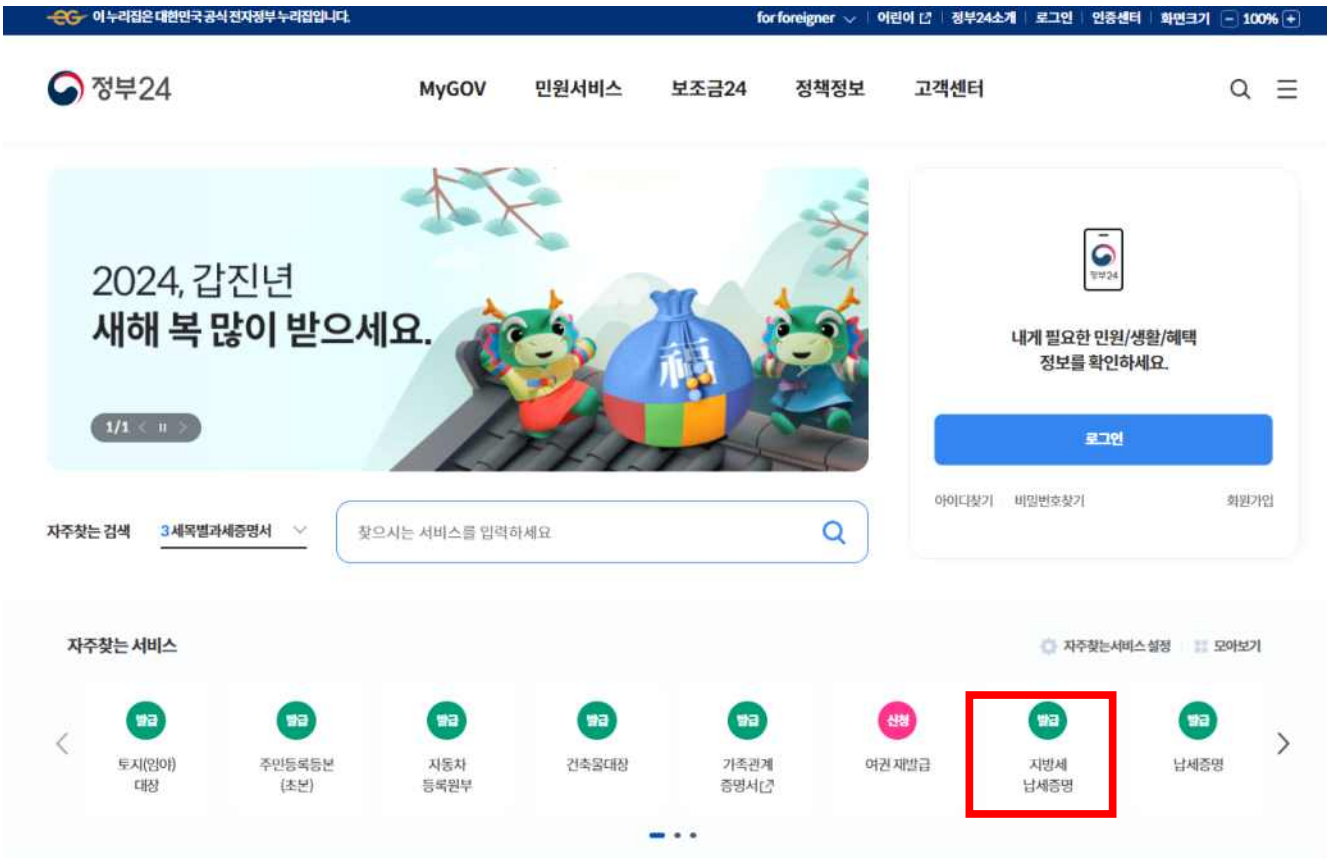 이 누리집은 대한민국 공식 전자정부 누리집입니다.
for foreigner 어린이 정부24소개 로그인 인증센터 화면크기 - 100% +
정부24
MyGOV 민원서비스 보조금24 정책정보 고객센터
2024, 갑진년
새해 복 많이 받으세요.
福
1/1
정부24
내게 필요한 민원/생활/혜택
정보를 확인하세요.
로그인
아이디찾기 비밀번호찾기 회원가입
자주찾는 검색 3 세목별과세증명서 찾으시는 서비스를 입력하세요
자주찾는 서비스 자주찾는서비스 설정 모아보기
발급 발급 발급 발급 발급 신청 발급 발급
토지(임야) 주민등록등본 자동차 건축물대장 가족관계 여권 재발급 지방세 납세증명
대장 (초본) 등록원부 증명서 납세증명